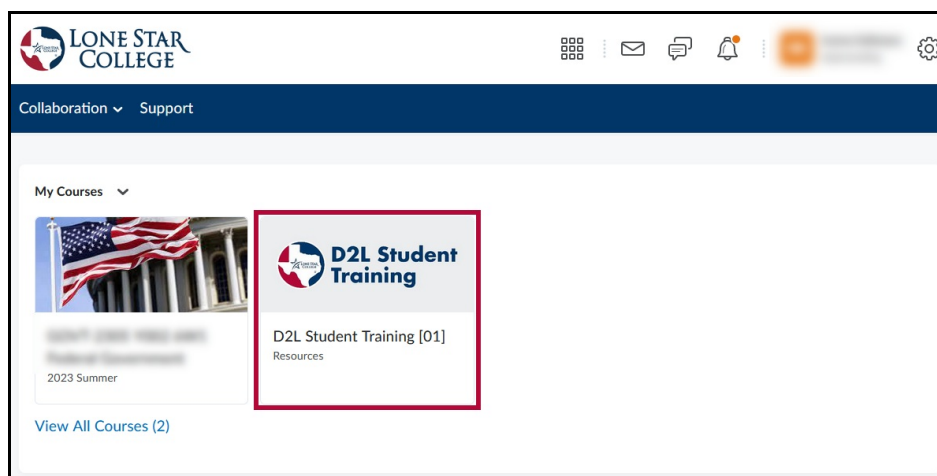 LONE STAR
COLLEGE
Collaboration
Support
My Courses
D2L Student
Training
D2L Student Training [01]
Resources
2023 Summer
View All Courses (2)